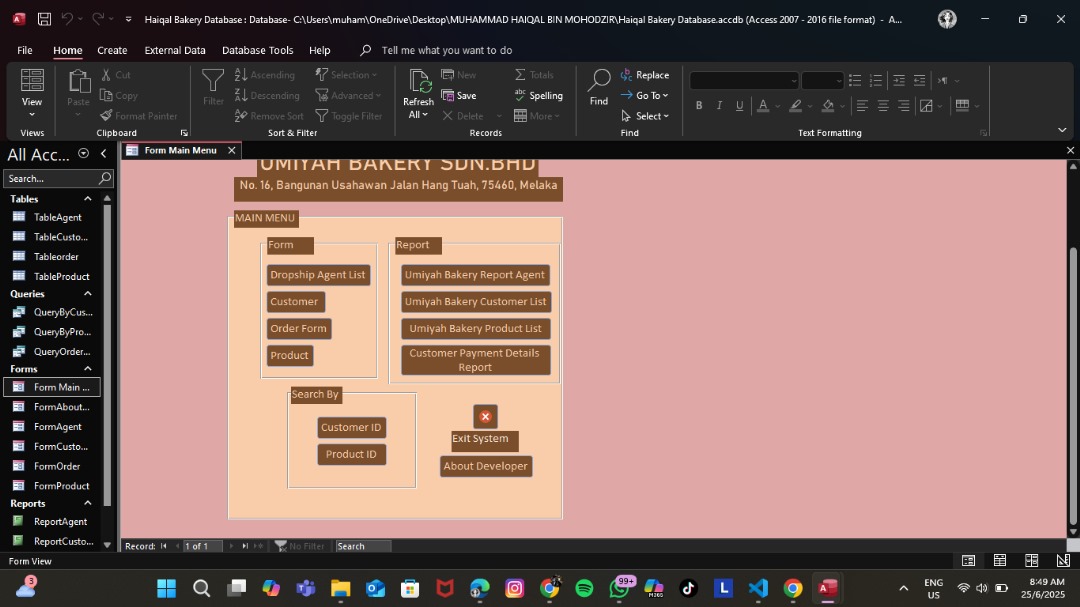 Haiqal Bakery Database : Database- C:\Users\muham\OneDrive\Desktop\MUHAMMAD HAIQAL BIN MOHODZIR\Haiqal Bakery Database.accdb (Access 2007 - 2016 file format) - A...
File Home Create External Data Database Tools Help Tell me what you want to do
View
Views
Paste
Cut
Copy
Format Painter
Clipboard
Filter
Ascending
Descending
Remove Sort
Selection
Advanced
Toggle Filter
Sort & Filter
Refresh
All
New
Save
Delete
Totals
Spelling
More
Records
Find
Replace
Go To
Select
Find
B I U A
Text Formatting
All Acc...
Search...
Tables
TableAgent
TableCusto...
Tableorder
TableProduct
Queries
QueryByCus...
QueryByPro...
QueryOrder...
Forms
Form Main ...
FormAbout...
FormAgent
FormCusto...
FormOrder
FormProduct
Reports
ReportAgent
ReportCusto...
Form Main Menu
UMIYAH BAKERY SDN.BHD
No. 16, Bangunan Usahawan Jalan Hang Tuah, 75460, Melaka
MAIN MENU
Form
Dropship Agent List
Customer
Order Form
Product
Report
Umiyah Bakery Report Agent
Umiyah Bakery Customer List
Umiyah Bakery Product List
Customer Payment Details
Report
Search By
Customer ID
Product ID
Exit System
About Developer
Record: 1 of 1 No Filter Search
Form View
3
99+
M365
L
ENG
US
8:49 AM
25/6/2025